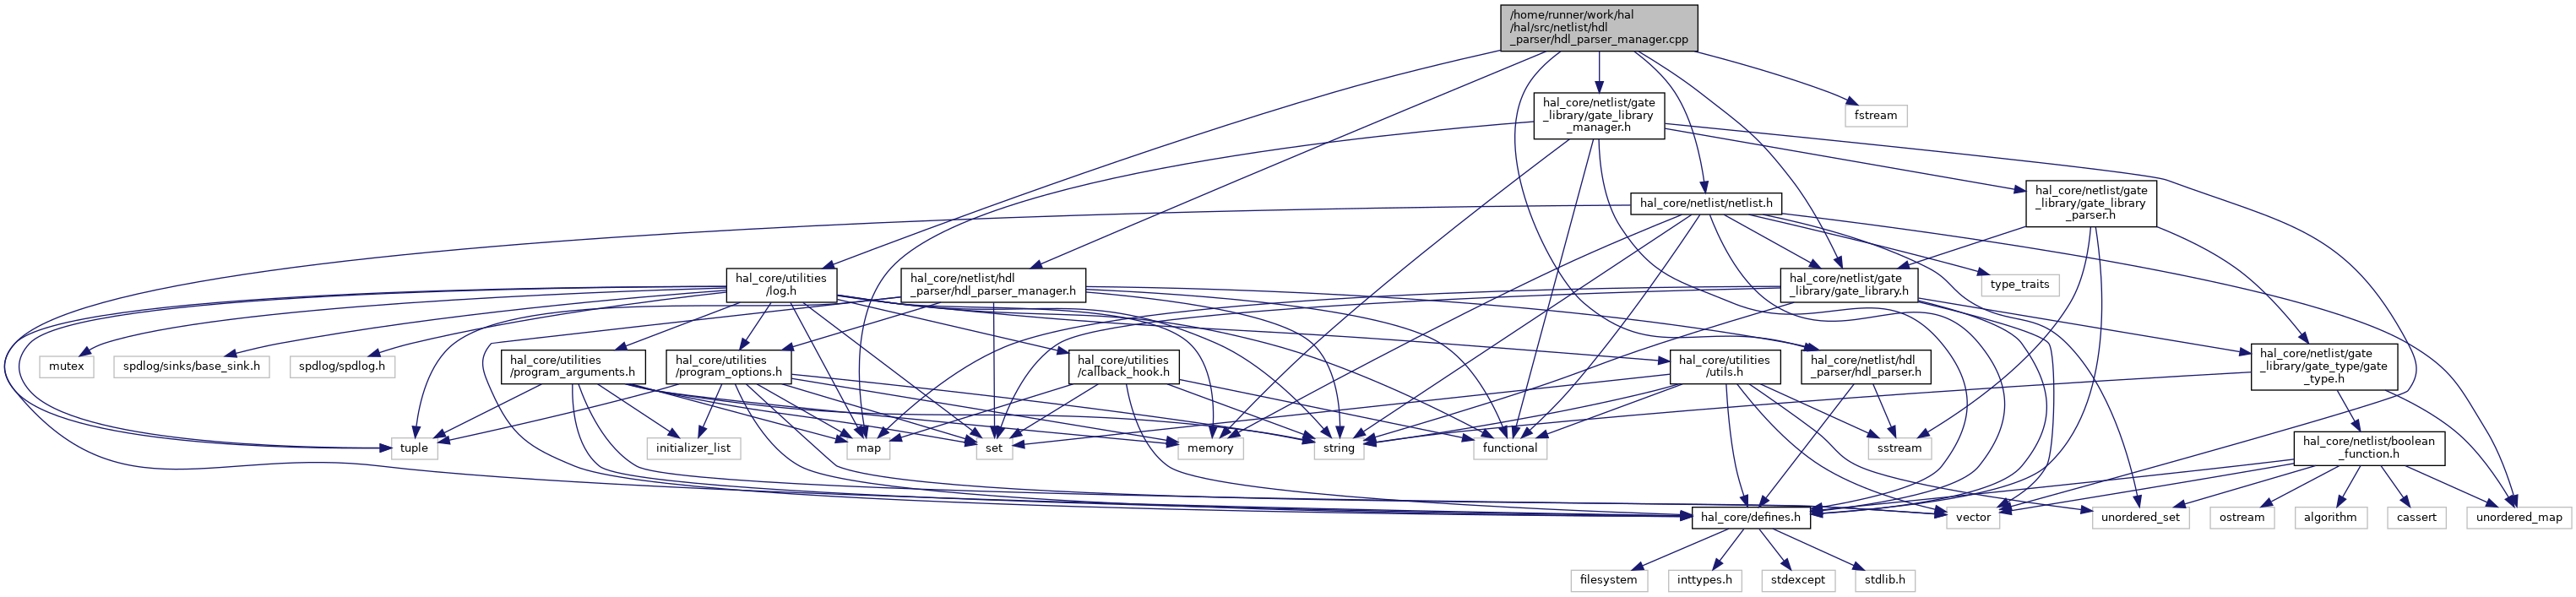 /home/runner/work/hal
/hal/src/netlist/hdl
_parser/hdl_parser_manager.cpp
hal_core/netlist/gate
_library/gate_library
_manager.h
fstream
hal_core/netlist/gate
_library/gate_library
_parser.h
hal_core/netlist/netlist.h
hal_core/utilities
/log.h
hal_core/netlist/hdl
_parser/hdl_parser_manager.h
hal_core/netlist/gate
_library/gate_library.h
type_traits
mutex
spdlog/sinks/base_sink.h
spdlog/spdlog.h
hal_core/utilities
/program_arguments.h
hal_core/utilities
/program_options.h
hal_core/utilities
/callback_hook.h
hal_core/utilities
/utils.h
hal_core/netlist/hdl
_parser/hdl_parser.h
hal_core/netlist/gate
_library/gate_type/gate
_type.h
tuple
initializer_list
map
set
memory
string
functional
sstream
hal_core/netlist/boolean
_function.h
hal_core/defines.h
vector
unordered_set
ostream
algorithm
cassert
unordered_map
filesystem
inttypes.h
stdexcept
stdlib.h